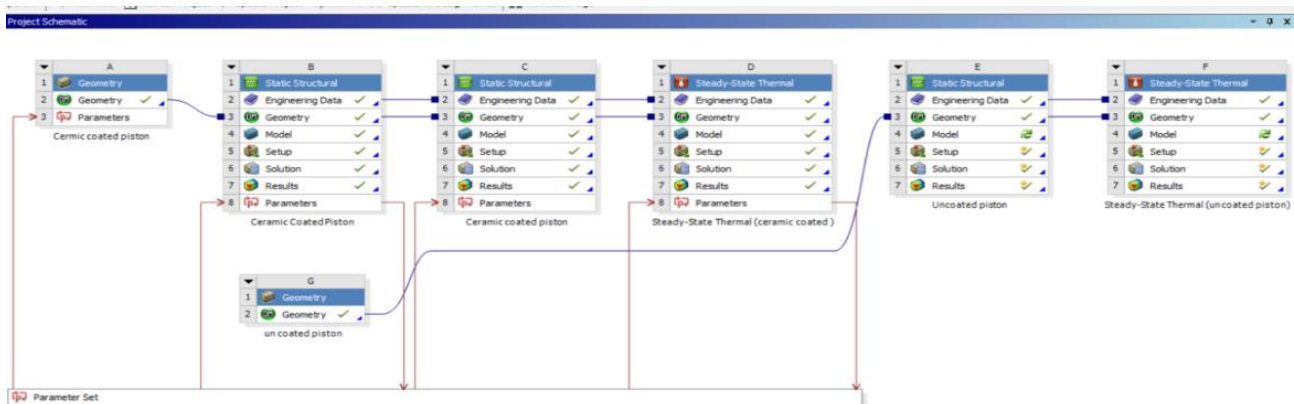 Project Schematic
A
1 Geometry
2 Geometry
3 Parameters
Cermic coated piston
B
1 Static Structural
2 Engineering Data
3 Geometry
4 Model
5 Setup
6 Solution
7 Results
8 Parameters
Ceramic Coated Piston
C
1 Static Structural
2 Engineering Data
3 Geometry
4 Model
5 Setup
6 Solution
7 Results
8 Parameters
Ceramic coated piston
D
1 Steady-State Thermal
2 Engineering Data
3 Geometry
4 Model
5 Setup
6 Solution
7 Results
8 Parameters
Steady-State Thermal (ceramic coated )
E
1 Static Structural
2 Engineering Data
3 Geometry
4 Model
5 Setup
6 Solution
7 Results
Uncoated piston
F
1 Steady-State Thermal
2 Engineering Data
3 Geometry
4 Model
5 Setup
6 Solution
7 Results
Steady-State Thermal (uncoated piston)
G
1 Geometry
2 Geometry
un coated piston
Parameter Set